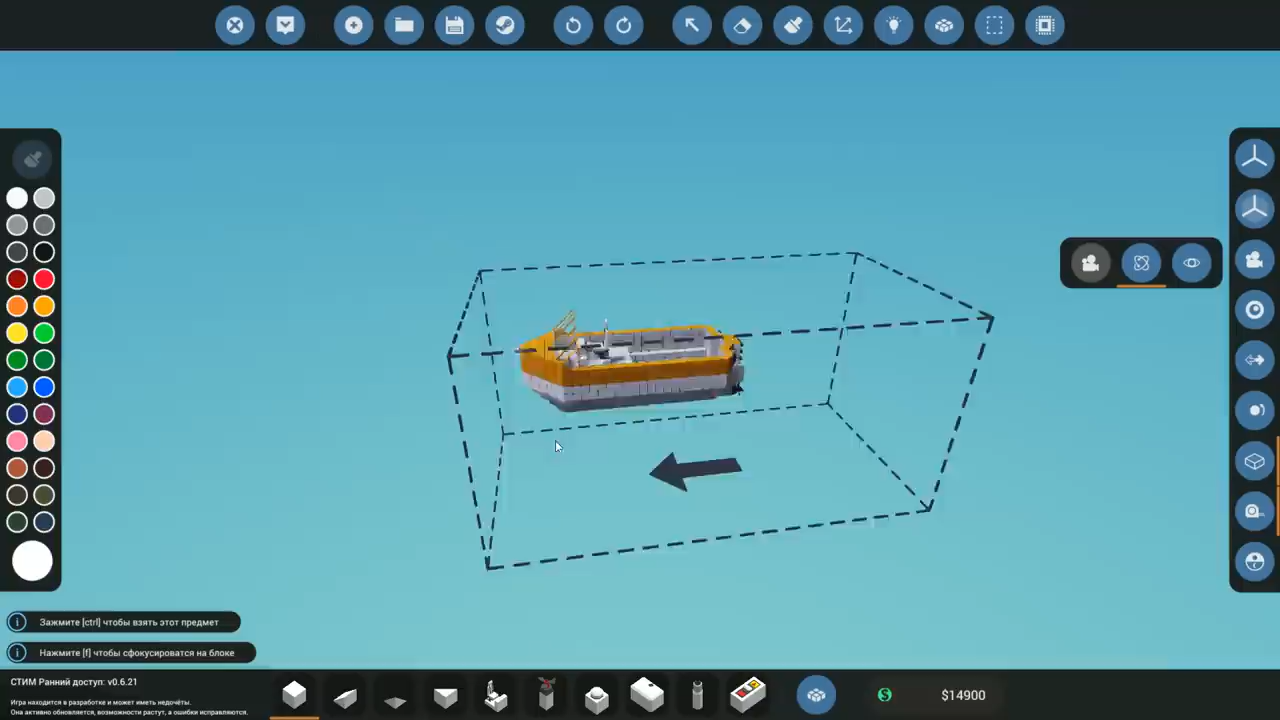 Зажмите [ctrl] чтобы взять этот предмет
Нажмите [f] чтобы сфокусироватся на блоке
СТИМ Ранний доступ: v0.6.21
Игра находится в разработке и может иметь недочёты.
Она активно обновляется, возможности растут, а ошибки исправляются.
$14900